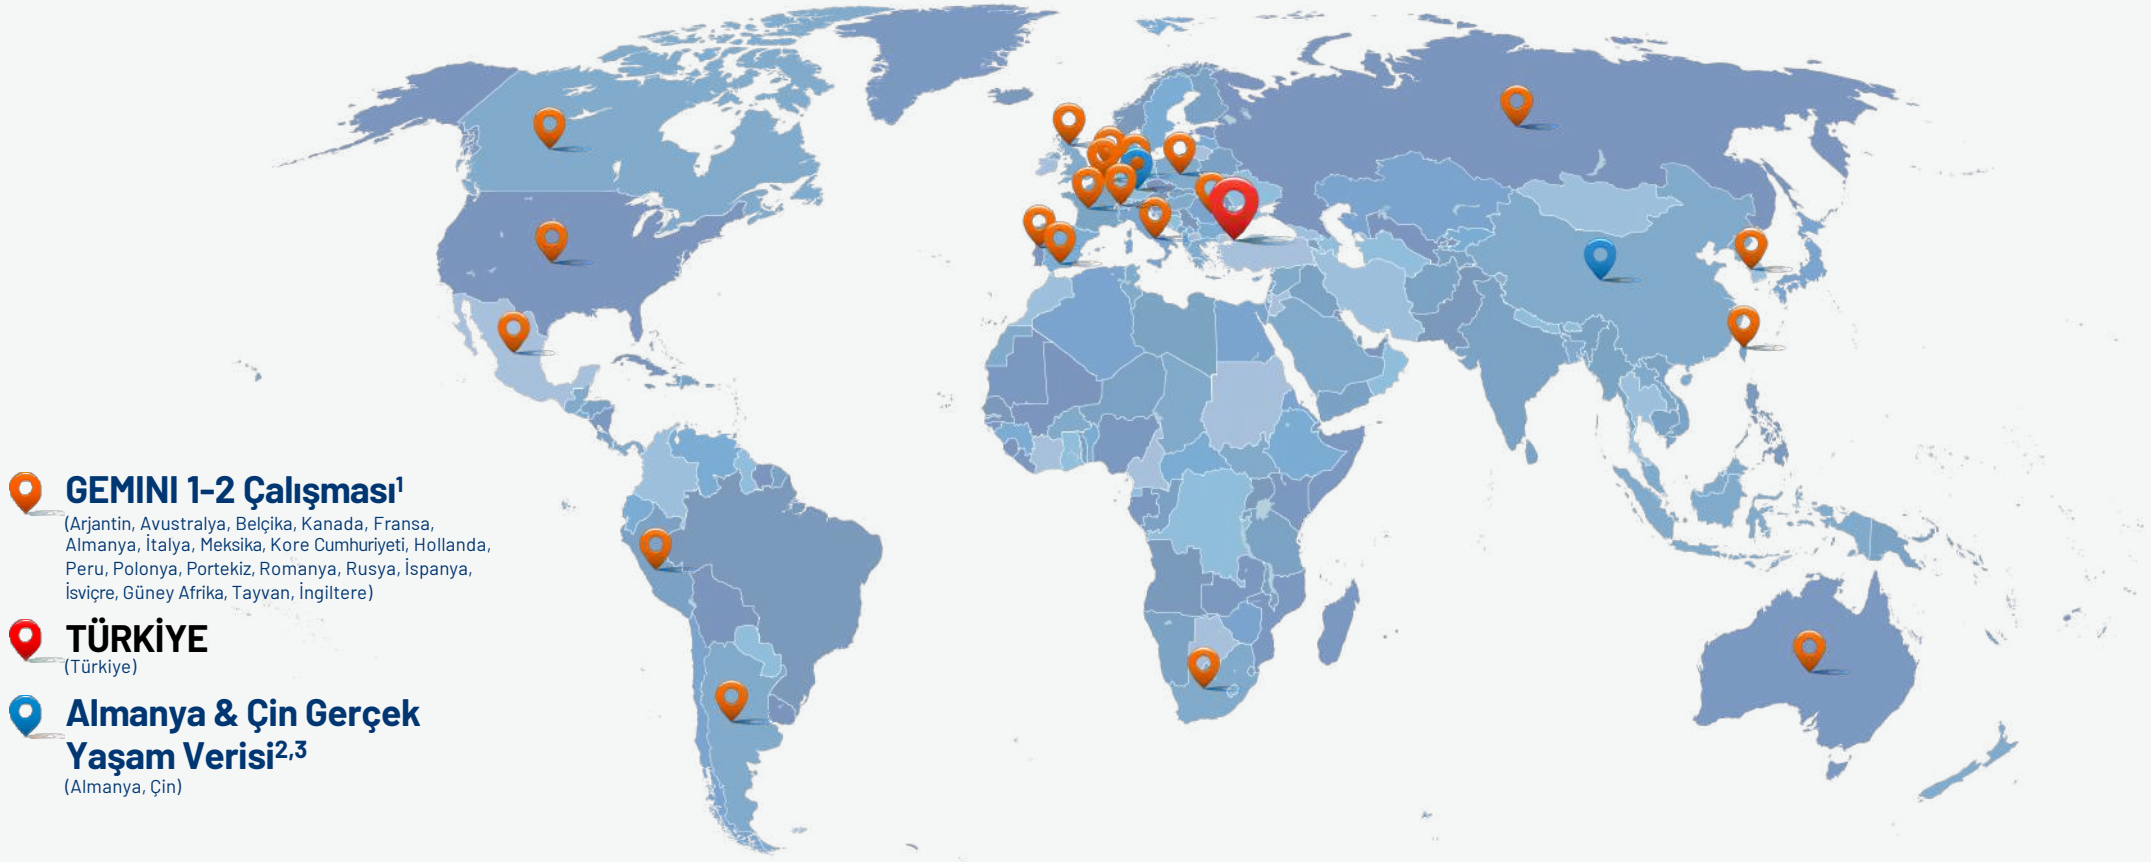 GEMINI 1-2 Çalışması¹
(Arjantin, Avustralya, Belçika, Kanada, Fransa,
Almanya, İtalya, Meksika, Kore Cumhuriyeti, Hollanda,
Peru, Polonya, Portekiz, Romanya, Rusya, İspanya,
İsviçre, Güney Afrika, Tayvan, İngiltere)
TÜRKİYE
(Türkiye)
Almanya & Çin Gerçek
Yaşam Verisi²,³
(Almanya, Çin)